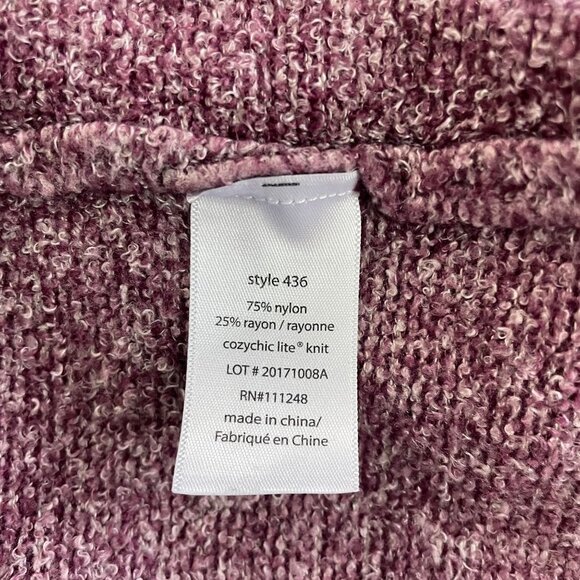 style 436
75% nylon
25% rayon / rayonne
cozychic lite® knit
LOT # 20171008A
RN#111248
made in china/
Fabriqué en Chine